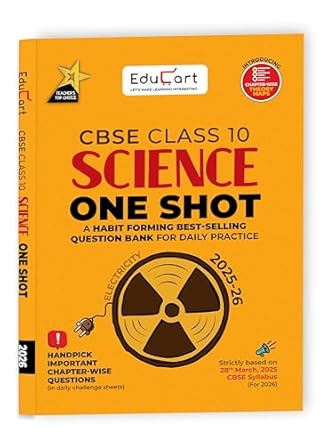 #1
TEACHER'S
TOP CHOICE
EduCart
LET'S MAKE LEARNING INTERESTING
INTRODUCING
CHAPTER-WISE
THEORY
MAPS
CBSE CLASS 10
SCIENCE
ONE SHOT
A HABIT FORMING BEST-SELLING
QUESTION BANK FOR DAILY PRACTICE
ELECTRICITY
2025-26
HANDPICK
IMPORTANT
CHAPTER-WISE
QUESTIONS
(in daily challenge sheets)
Strictly based on
28th March, 2025
CBSE Syllabus
(For 2026)
CBSE CLASS 10 SCIENCE ONE SHOT 2026